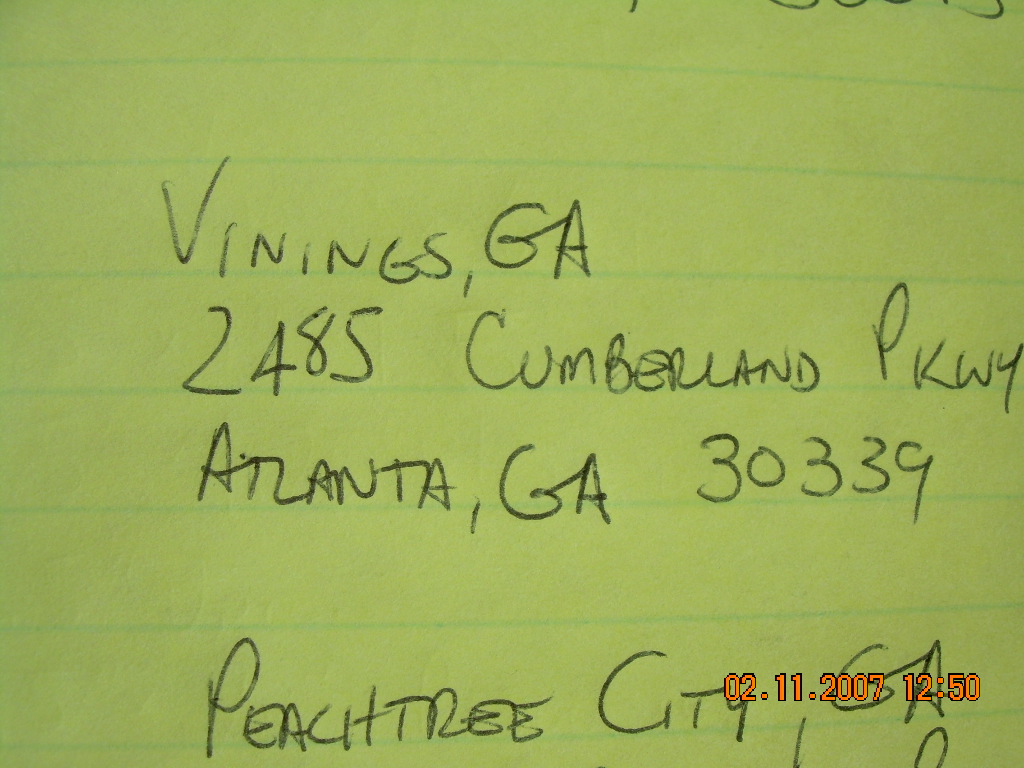 Vinings, GA
2485 Cumberland Pkwy
Atlanta, GA 30339
Peachtree City, GA
02.11.2007 12:50